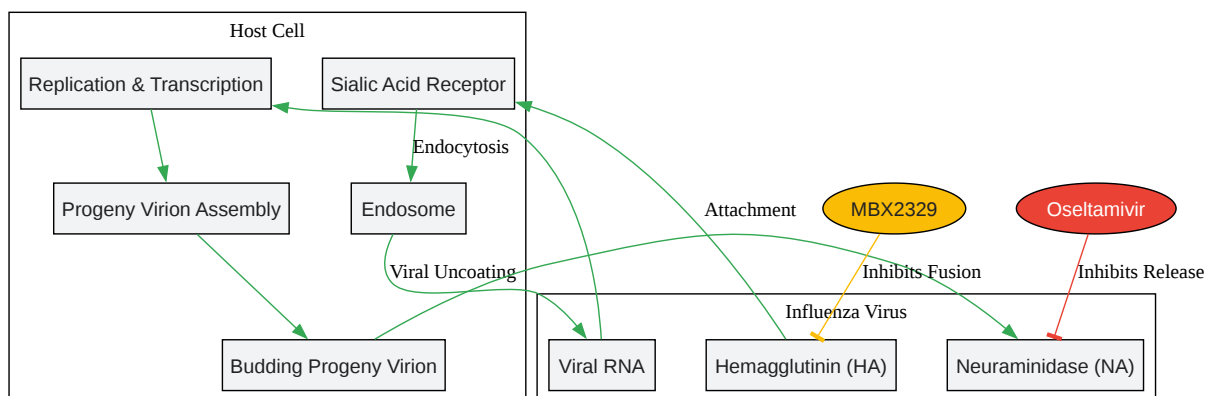 Host Cell
Replication & Transcription
Sialic Acid Receptor
Endocytosis
Progeny Virion Assembly
Endosome
Attachment
MBX2329
Oseltamivir
Viral Uncoating
Inhibits Fusion
Inhibits Release
Influenza Virus
Budding Progeny Virion
Viral RNA
Hemagglutinin (HA)
Neuraminidase (NA)